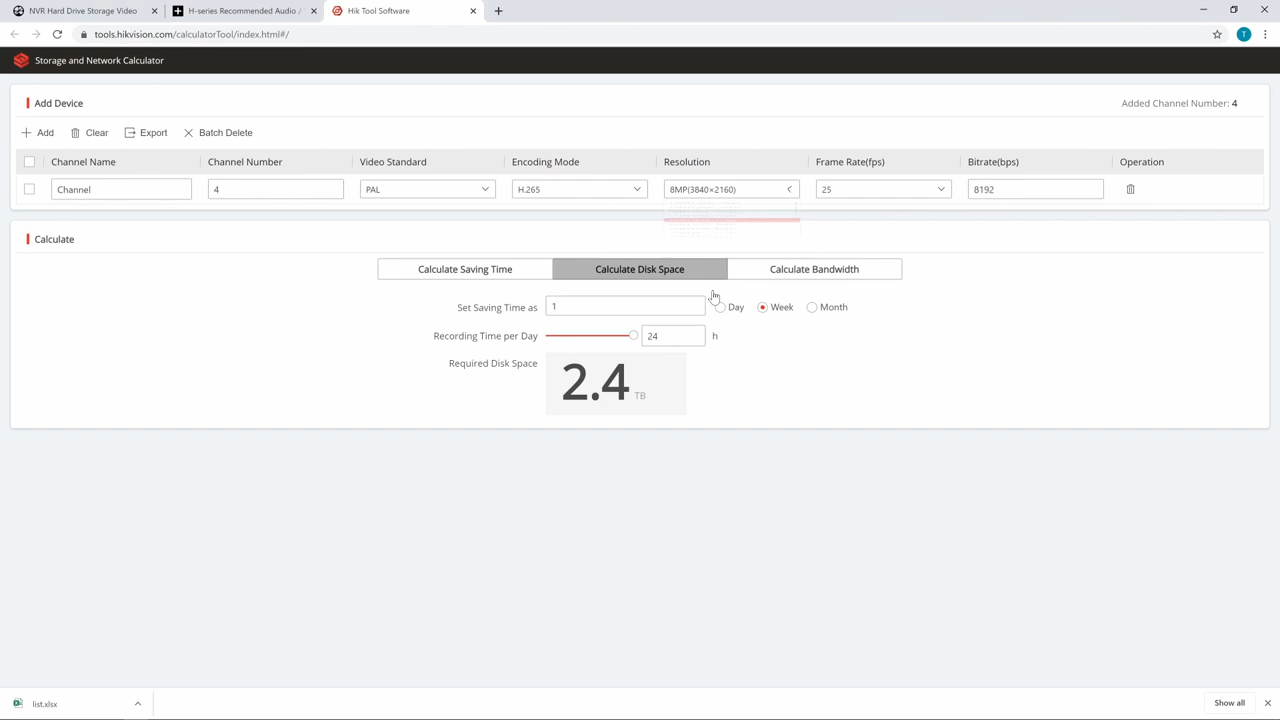 NVR Hard Drive Storage Video
H-series Recommended Audio /
Hik Tool Software
tools.hikvision.com/calculatorTool/index.html#/
T
Storage and Network Calculator
Add Device
Added Channel Number: 4
Add Clear Export Batch Delete
Channel Name Channel Number Video Standard Encoding Mode Resolution Frame Rate(fps) Bitrate(bps) Operation
Channel 4 PAL H.265 8MP(3840×2160) 25 8192
Calculate
Calculate Saving Time Calculate Disk Space Calculate Bandwidth
Set Saving Time as 1 Day Week Month
Recording Time per Day 24 h
Required Disk Space
2.4 TB
list.xlsx
Show all